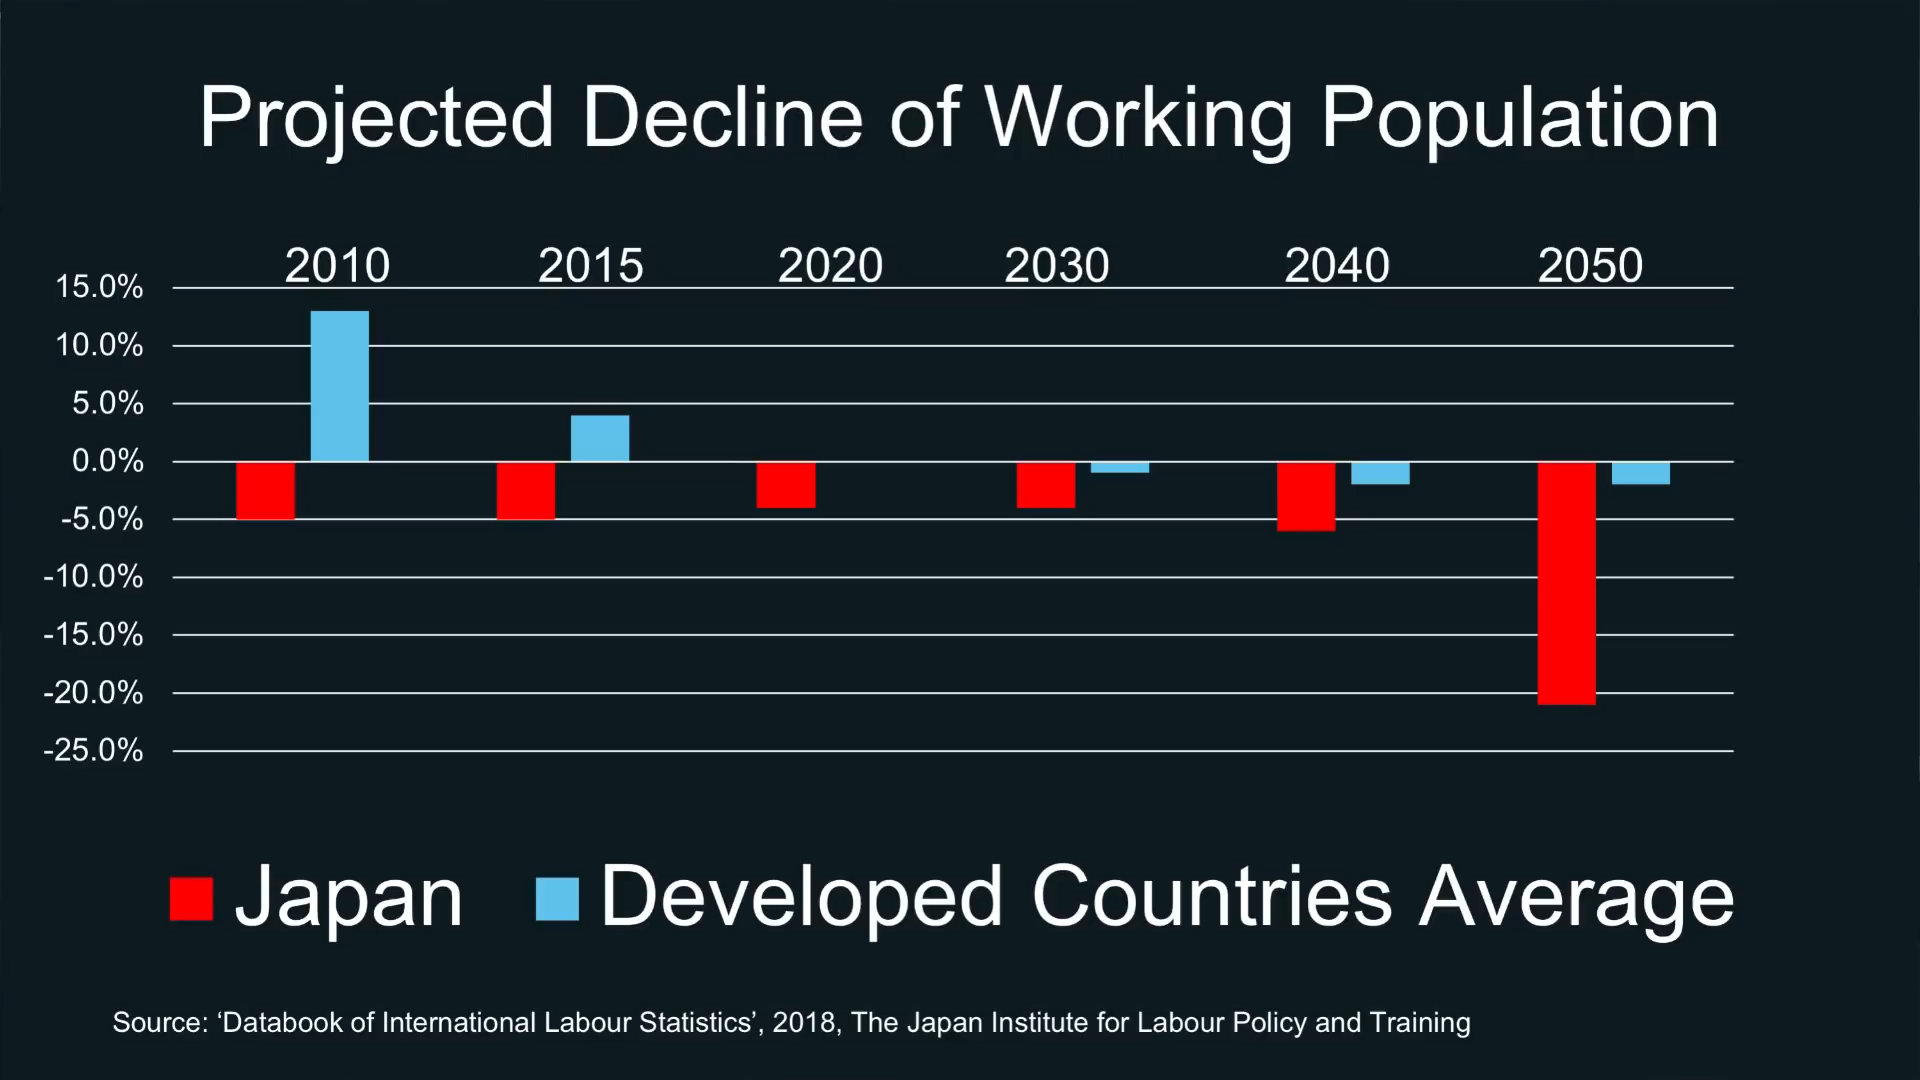 Projected Decline of Working Population
2010 2015 2020 2030 2040 2050
15.0%
10.0%
5.0%
0.0%
-5.0%
-10.0%
-15.0%
-20.0%
-25.0%
Japan Developed Countries Average
Source: ‘Databook of International Labour Statistics’, 2018, The Japan Institute for Labour Policy and Training